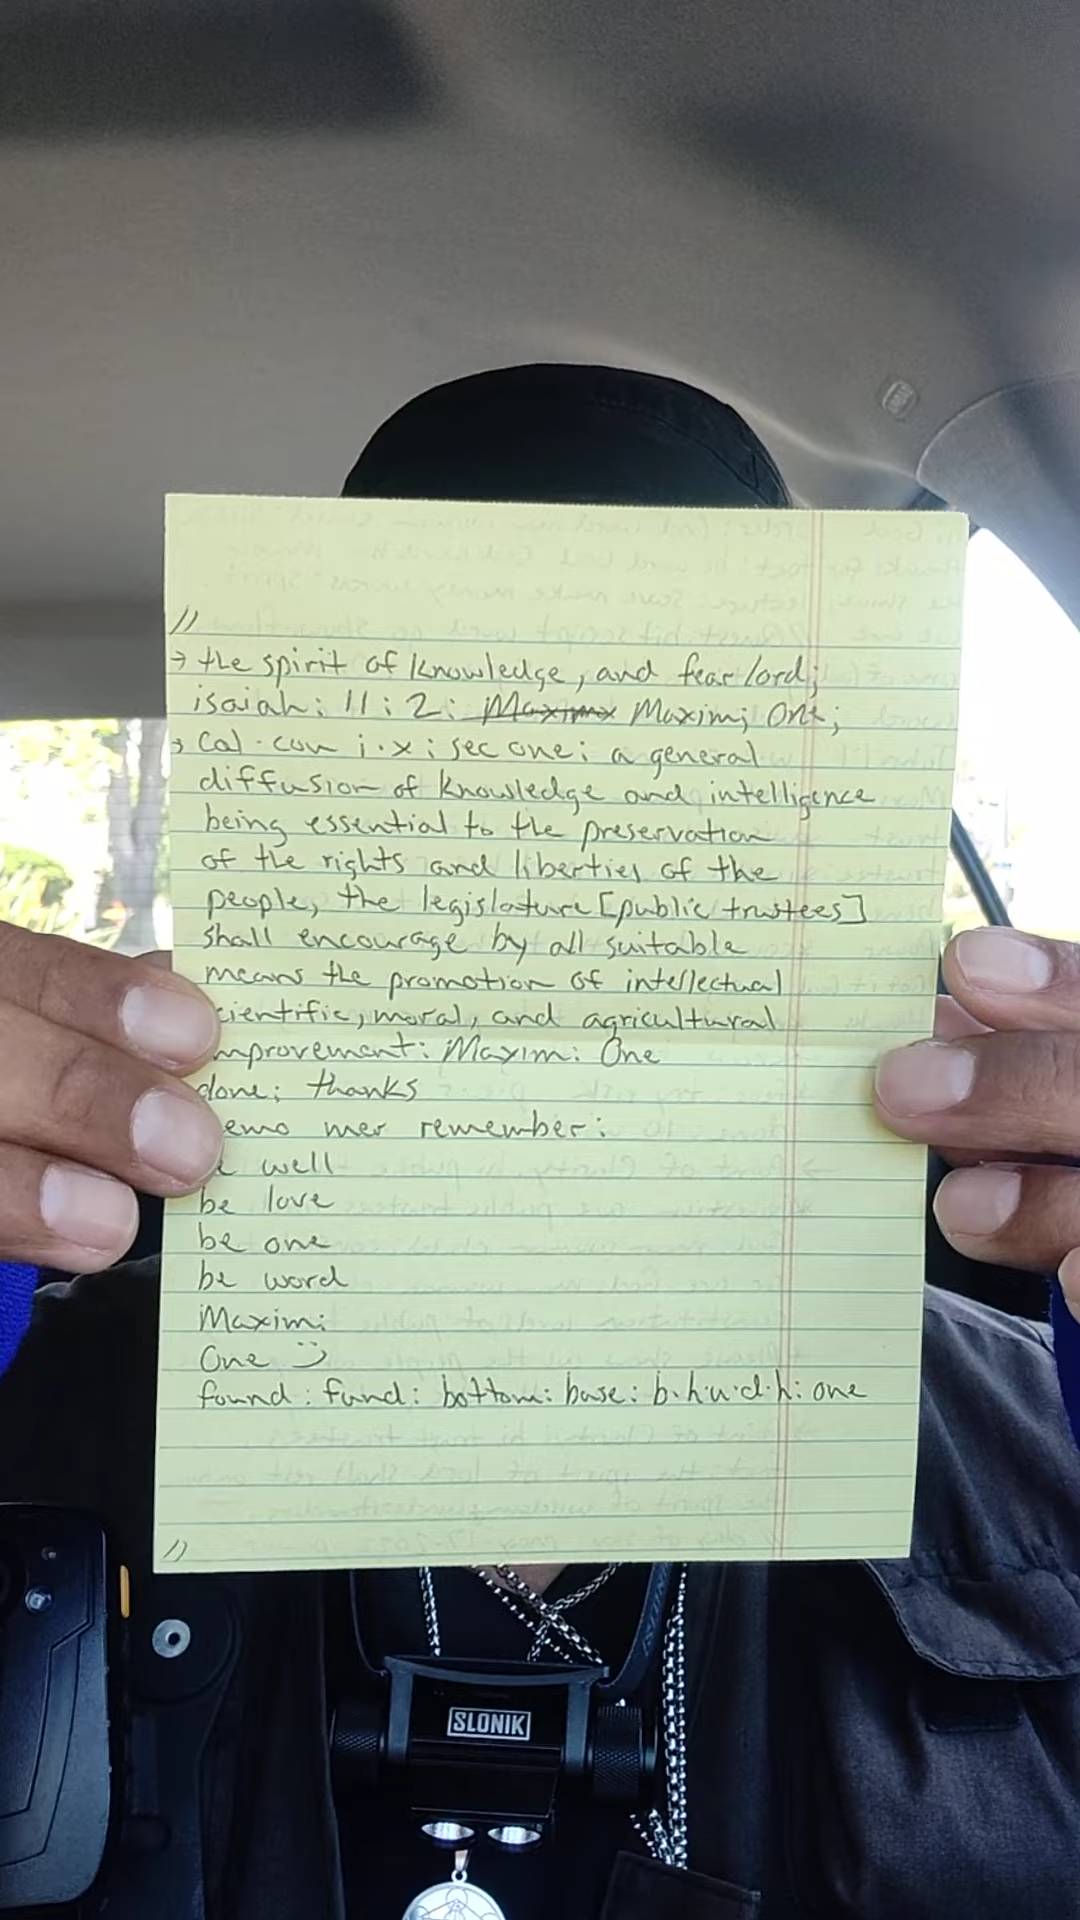 //
→ the spirit of knowledge, and fear lord;
isaiah: 11:2: Maxim; One;
→ Cal.con i.x: sec one: a general
diffusion of knowledge and intelligence
being essential to the preservation
of the rights and liberties of the
people, the legislature [public trustees]
shall encourage by all suitable
means the promotion of intellectual
cientific, moral, and agricultural
mprovement: Maxim: One
done; thanks
emo mer remember:
e well
be love
be one
be word
Maxim:
One :)
found: fund: bottom: base: b.h.u.d.h: one
//
SLONIK